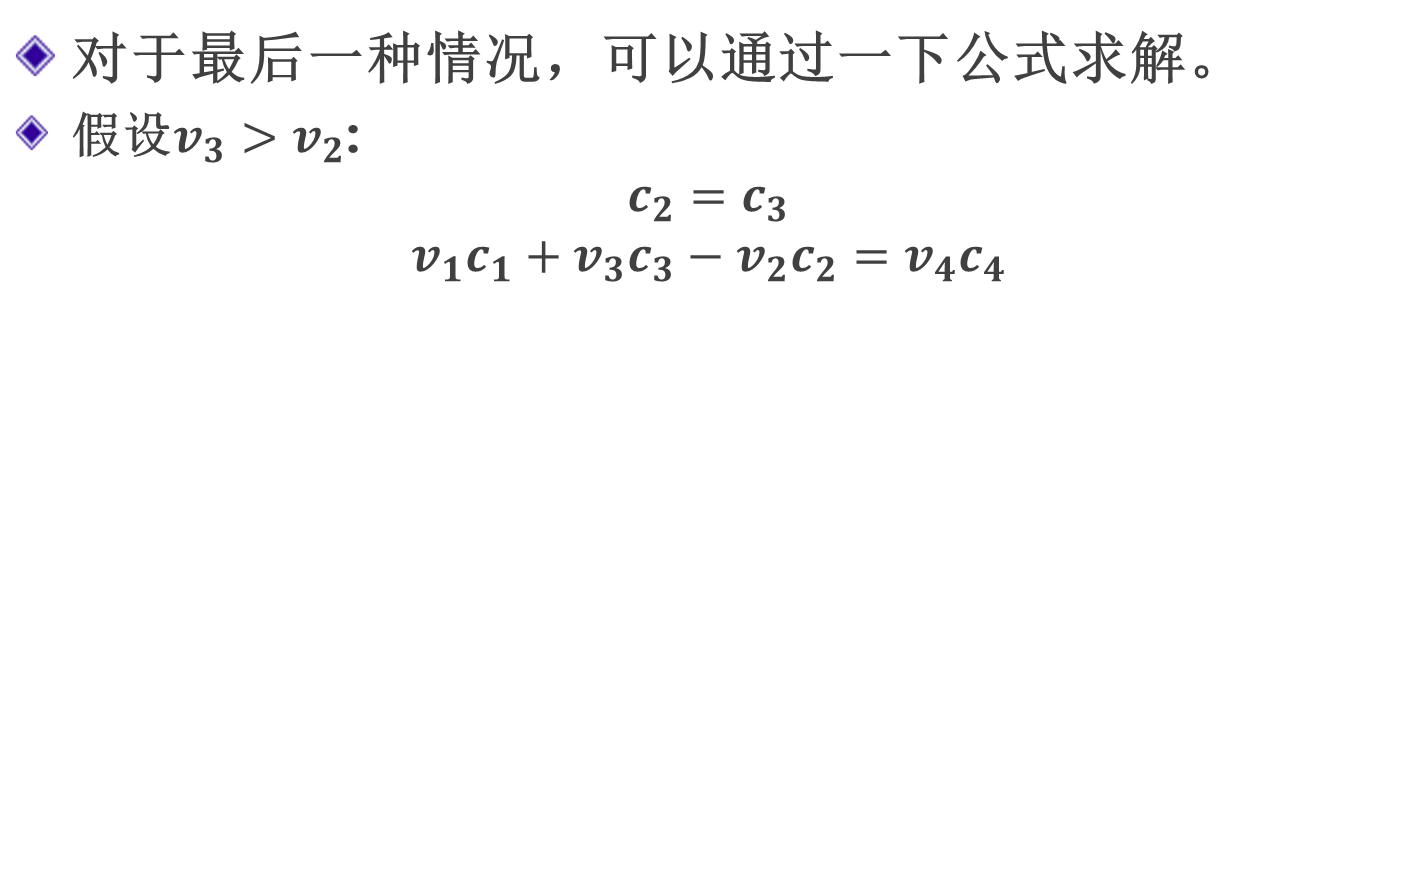 对于最后一种情况，可以通过一下公式求解。
假设v₃ > v₂:
c₂ = c₃
v₁c₁ + v₃c₃ − v₂c₂ = v₄c₄